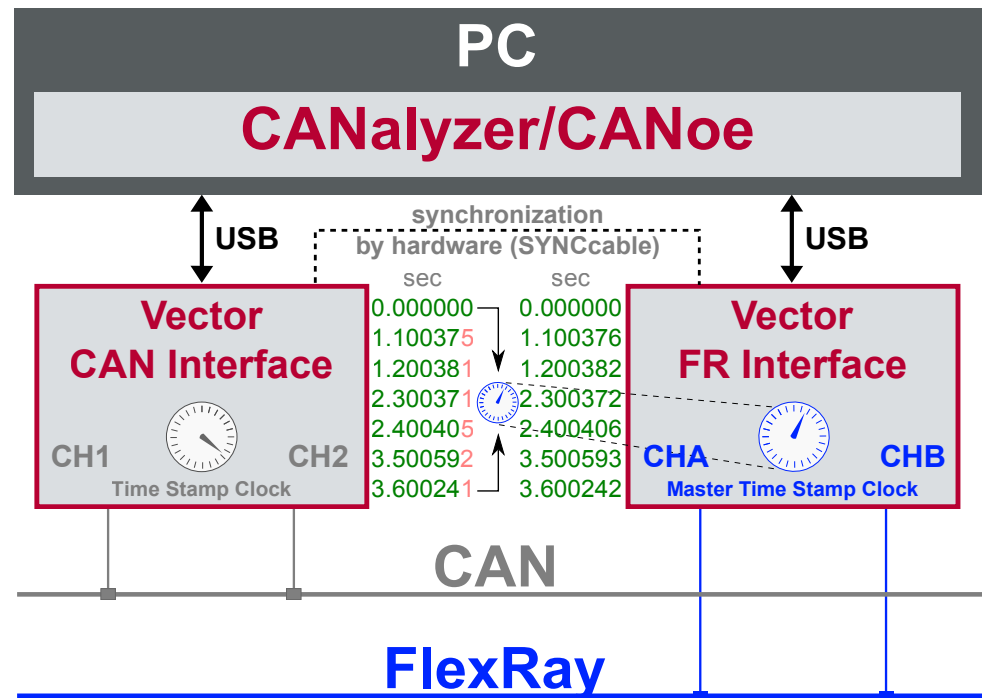 PC
CANalyzer/CANoe
synchronization
by hardware (SYNCcable)
USB
USB
sec
sec
Vector
CAN Interface
CH1
CH2
Time Stamp Clock
0.000000
1.100375
1.200381
2.300371
2.400405
3.500592
3.600241
0.000000
1.100376
1.200382
2.300372
2.400406
3.500593
3.600242
Vector
FR Interface
CHA
CHB
Master Time Stamp Clock
CAN
FlexRay